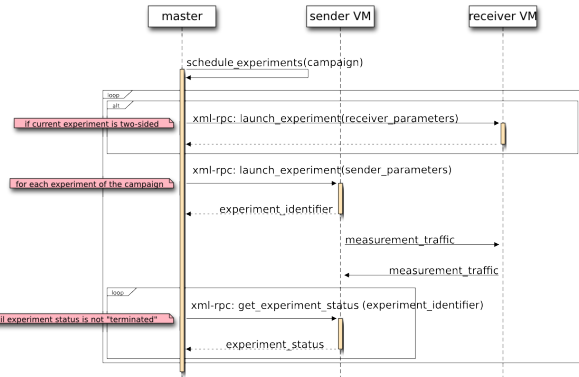 master
sender VM
receiver VM
schedule_experiments(campaign)
loop
alt
xml-rpc: launch_experiment(receiver_parameters)
if current experiment is two-sided
xml-rpc: launch_experiment(sender_parameters)
for each experiment of the campaign
experiment_identifier
measurement_traffic
measurement_traffic
loop
xml-rpc: get_experiment_status (experiment_identifier)
il experiment status is not "terminated"
experiment_status